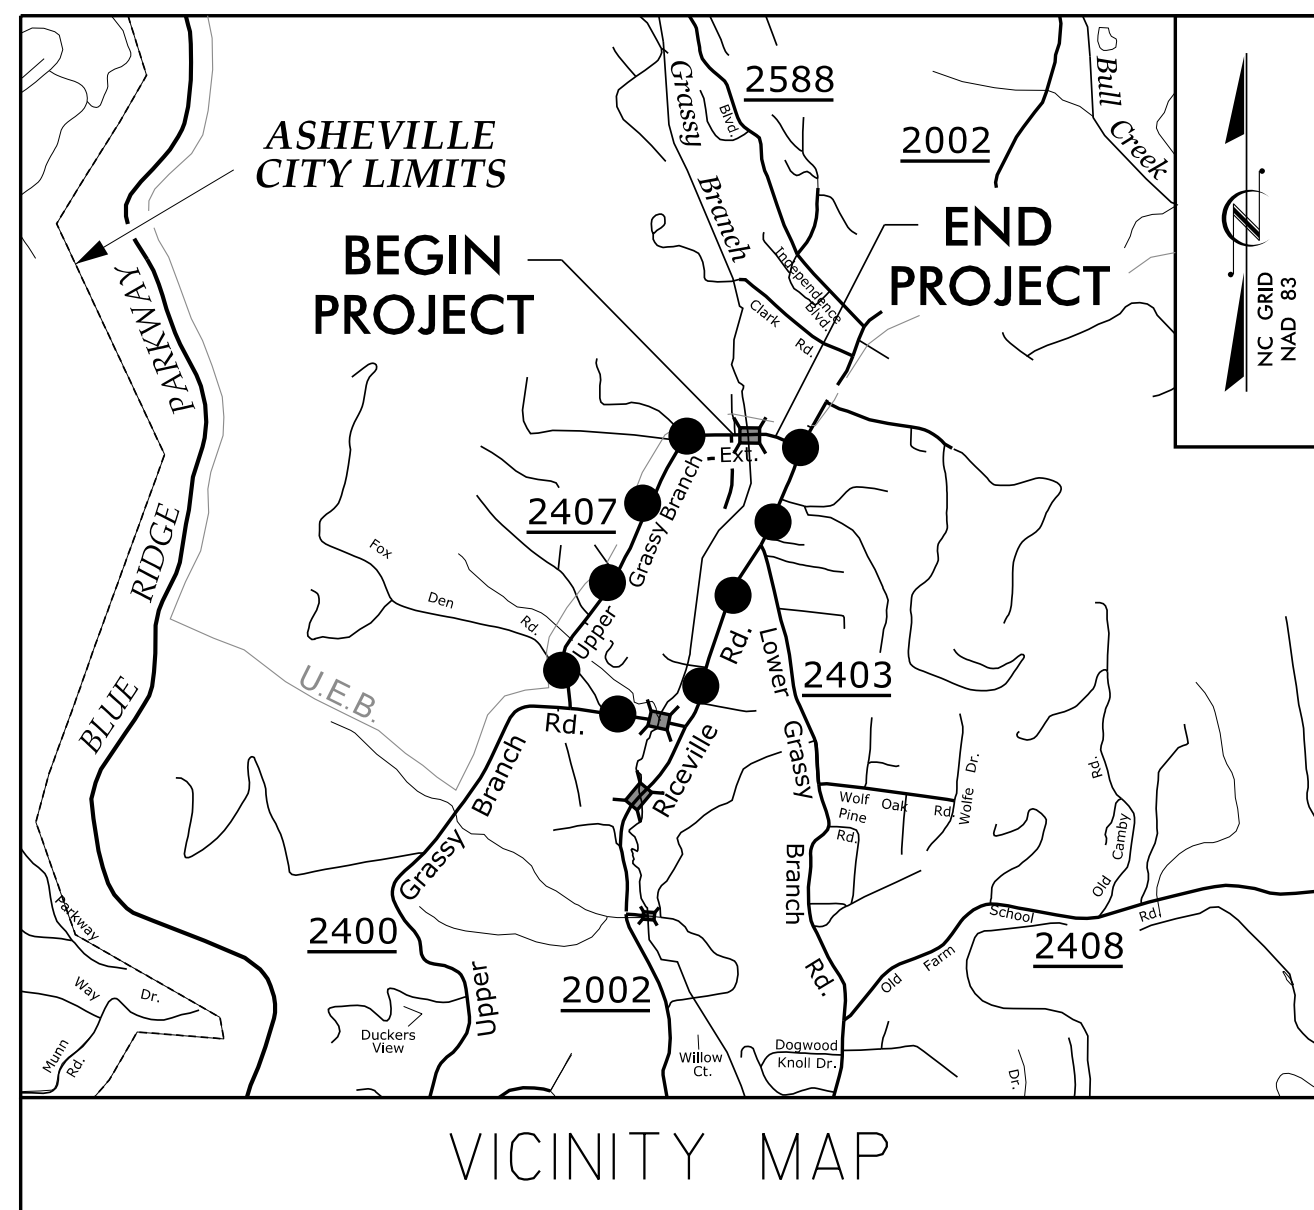 2588
Grassy
Branch
Blvd.
2002
Bull
Creek
ASHEVILLE
CITY LIMITS
BEGIN
PROJECT
END
PROJECT
NC GRID
NAD 83
Independence
Blvd.
Clark
Rd.
BLUE
RIDGE
PARKWAY
Ext.
2407
Upper
Grassy Branch
Fox
Den
Rd.
U.E.B.
Rd.
Riceville
Rd.
Lower
Grassy
Branch
Rd.
2403
Upper
Grassy
Branch
Rd.
Wolf
Pine
Rd.
Oak
Rd.
Wolfe Dr.
Old
Camby
Rd.
Old
Farm
School
Rd.
2408
2400
2002
Parkway
Way
Dr.
Munn
Rd.
Duckers
View
Willow
Ct.
Dogwood
Knoll Dr.
Dr.
VICINITY MAP